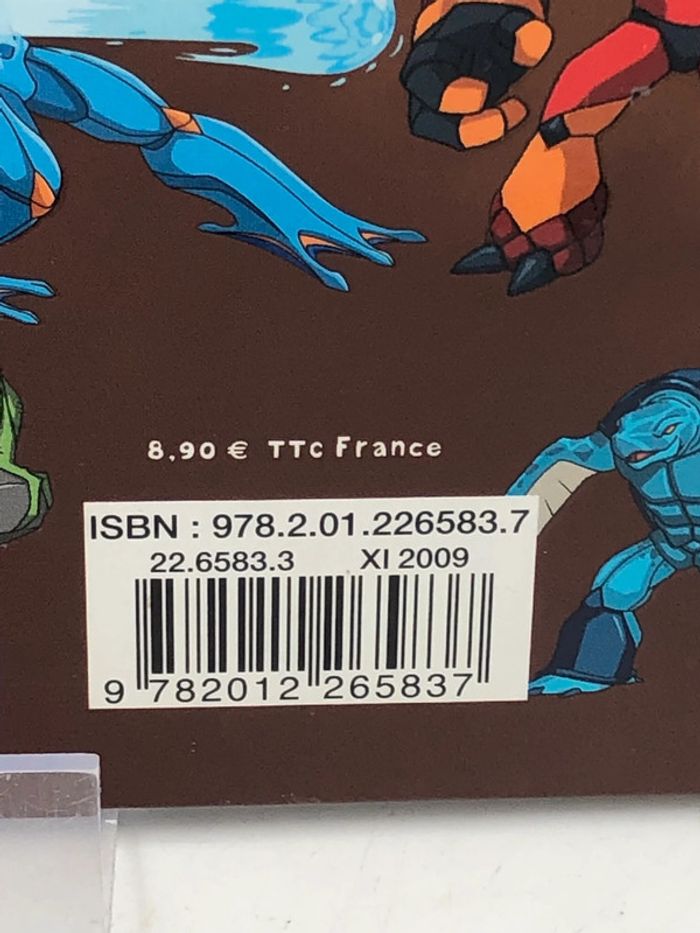 8,90 € TTC France
ISBN : 978.2.01.226583.7
22.6583.3 XI 2009
9 782012 265837